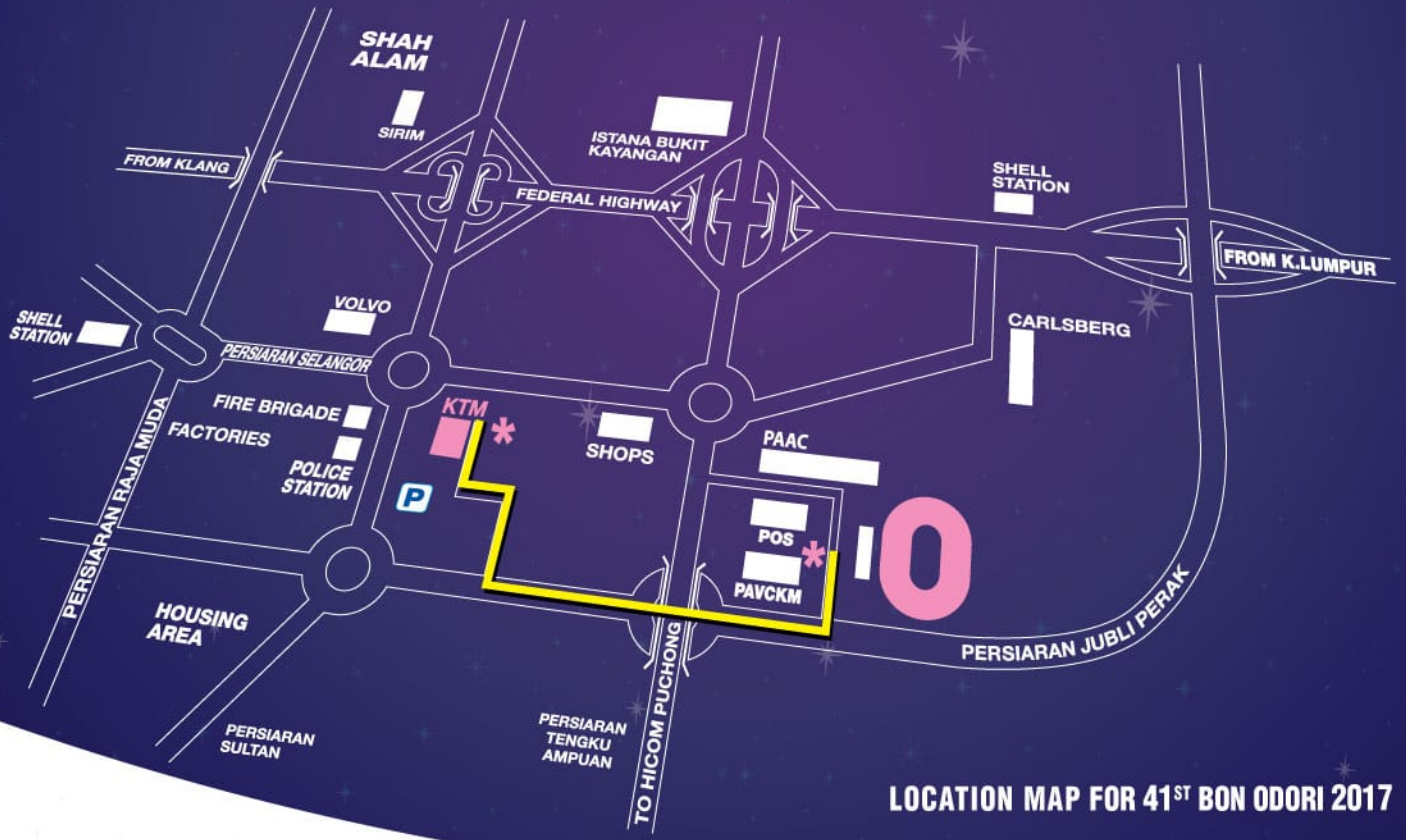 SHAH
ALAM
SIRIM
ISTANA BUKIT
KAYANGAN
FROM KLANG
FEDERAL HIGHWAY
SHELL
STATION
FROM K.LUMPUR
SHELL
STATION
VOLVO
PERSIARAN SELANGOR
CARLSBERG
FIRE BRIGADE
FACTORIES
POLICE
STATION
KTM
*
P
SHOPS
PAAC
POS
*
PAVCKM
PERSIARAN RAJA MUDA
HOUSING
AREA
PERSIARAN JUBLI PERAK
PERSIARAN
SULTAN
PERSIARAN
TENGKU
AMPUAN
TO HICOM PUCHONG
LOCATION MAP FOR 41ST BON ODORI 2017